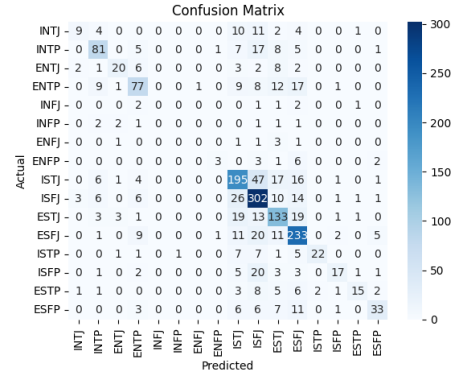 Confusion Matrix
INTJ 9 4 0 0 0 0 0 0 10 11 2 4 0 0 1 0
INTP 0 81 0 5 0 0 0 1 7 17 8 5 0 0 0 1
ENTJ 2 1 20 6 0 0 0 0 3 2 8 2 0 0 0 0
ENTP 0 9 1 77 0 0 1 0 9 8 12 17 0 1 0 0
INFJ 0 0 0 2 0 0 0 0 0 1 1 2 0 0 1 0
INFP 0 2 2 1 0 0 0 0 1 1 0 4 0 0 0 0
ENFJ 0 0 1 0 0 0 0 0 1 1 3 1 0 0 0 0
ENFP 0 0 0 0 0 0 0 3 0 3 1 6 0 0 0 2
ISTJ 0 6 1 4 0 0 0 0 195 47 17 16 0 1 0 1
ISFJ 3 6 0 6 0 0 0 0 26 302 10 14 0 1 1 1
ESTJ 0 3 3 1 0 0 0 0 19 13 133 19 0 1 1 0
ESFJ 0 1 0 9 0 0 0 1 11 20 11 233 0 2 0 5
ISTP 0 0 1 0 1 0 0 0 7 7 1 5 22 0 0 0
ISFP 0 1 0 2 0 0 0 0 5 20 3 3 0 17 1 1
ESTP 1 1 0 0 0 0 0 0 3 8 5 6 2 1 15 2
ESFP 0 0 0 3 0 0 0 0 6 6 7 11 0 1 0 33
INTJ INTP ENTJ ENTP INFJ INFP ENFJ ENFP ISTJ ISFJ ESTJ ESFJ ISTP ISFP ESTP ESFP
Actual
Predicted
300
250
200
150
100
50
0